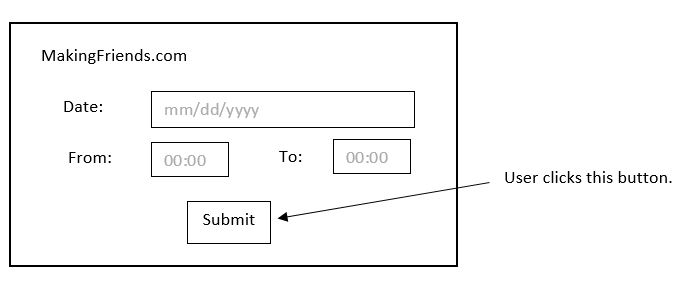 MakingFriends.com
Date: mm/dd/yyyy
From: 00:00 To: 00:00
User clicks this button.
Submit